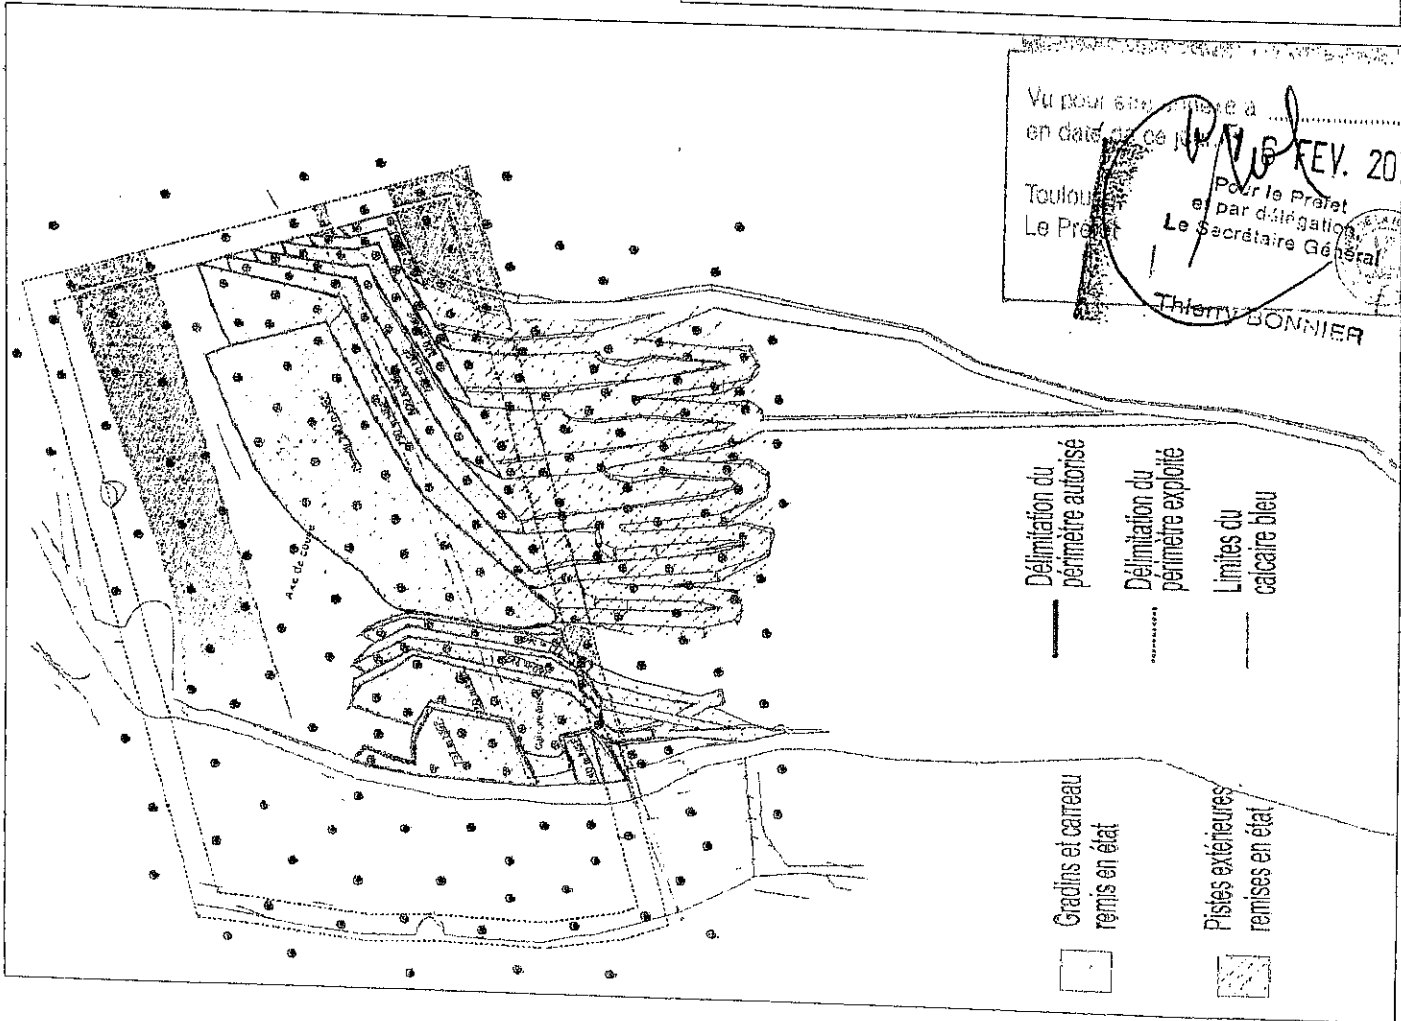 Vu pour être annexé à
en date de ce jour
6 FEV. 20
Toulouse
Le Préfet
Pour le Préfet
et par délégation,
Le Secrétaire Général
Thierry BONNIER
Axe de
Délimitation du
périmètre autorisé
Délimitation du
périmètre exploité
Limites du
calcaire bleu
Gradins et carreau
remis en état
Pistes extérieures
remises en état